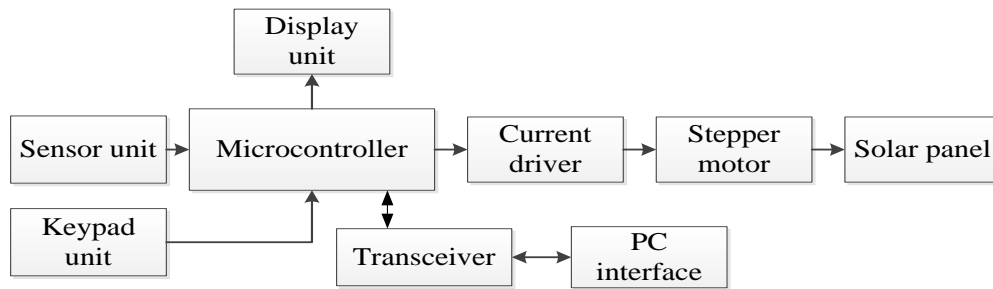 Display
unit
Sensor unit
Microcontroller
Current
driver
Stepper
motor
Solar panel
Keypad
unit
Transceiver
PC
interface